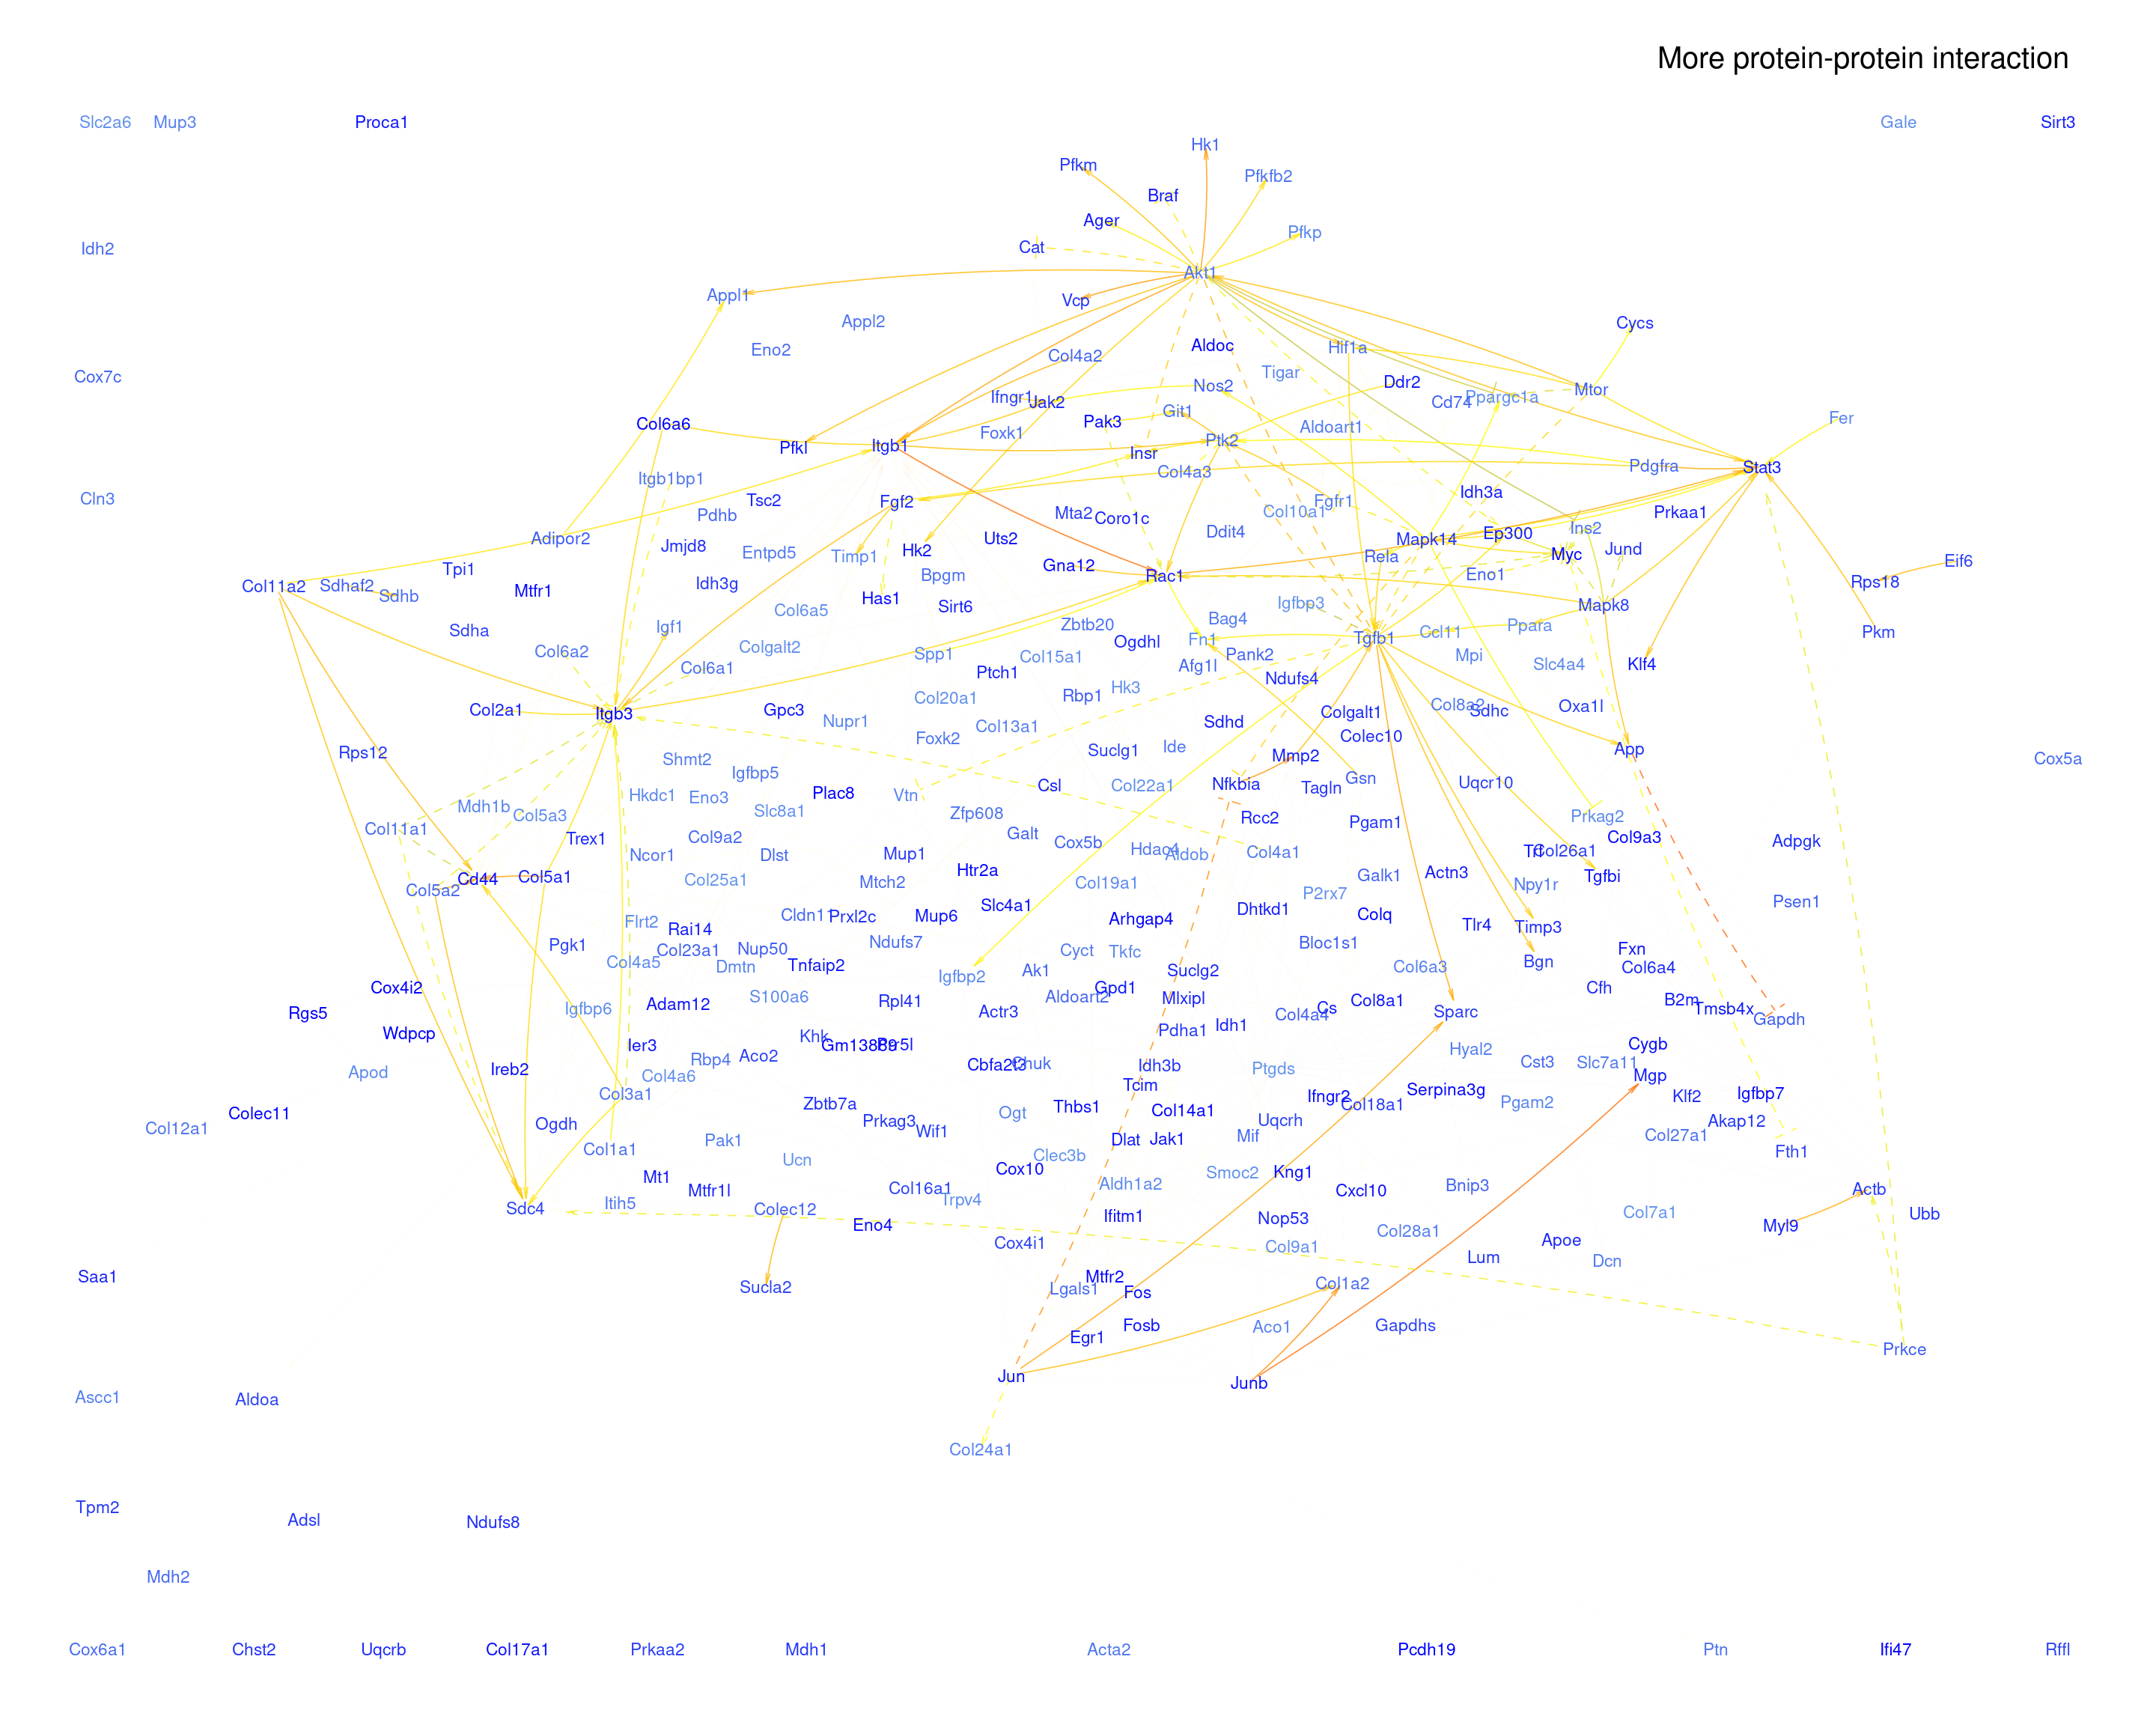 More protein-protein interaction
Slc2a6 Mup3 Proca1 Gale Sirt3
Hk1
Pfkm
Pfkfb2
Braf
Ager
Pfkp
Cat
Idh2
Akt1
Appl1
Vcp
Appl2
Cycs
Aldoc
Hif1a
Eno2
Col4a2
Tigar
Cox7c
Ddr2
Nos2
Mtor
Ifngr1
Jak2
Cd74
Ppargc1a
Git1
Fer
Pak3
Col6a6
Aldoart1
Foxk1
Ptk2
Itgb1
Pfkl
Insr
Pdgfra
Stat3
Col4a3
Itgb1bp1
Idh3a
Cln3
Tsc2
Fgf2
Fgfr1
Col10a1
Pdhb
Mta2
Coro1c
Prkaa1
Ddit4
Ins2
Ep300
Adipor2
Uts2
Mapk14
Jmjd8
Entpd5
Hk2
Jund
Timp1
Rela
Myc
Eif6
Gna12
Tpi1
Bpgm
Rac1
Eno1
Col11a2
Sdhaf2
Idh3g
Rps18
Mtfr1
Sdhb
Has1
Sirt6
Igfbp3
Mapk8
Col6a5
Bag4
Igf1
Zbtb20
Ppara
Sdha
Ccl11
Pkm
Ogdhl
Fn1
Tgfb1
Colgalt2
Col6a2
Spp1
Col15a1
Pank2
Mpi
Afg1l
Slc4a4
Klf4
Col6a1
Ptch1
Ndufs4
Hk3
Rbp1
Col20a1
Col8a2
Oxa1l
Col2a1
Itgb3
Gpc3
Sdhc
Colgalt1
Nupr1
Sdhd
Col13a1
Foxk2
Colec10
Ide
App
Rps12
Suclg1
Mmp2
Shmt2
Cox5a
Igfbp5
Gsn
Nfkbia
Uqcr10
Csl
Col22a1
Tagln
Plac8
Hkdc1
Eno3
Vtn
Mdh1b
Slc8a1
Zfp608
Col5a3
Prkag2
Rcc2
Pgam1
Col11a1
Galt
Trex1
Col9a2
Col9a3
Adpgk
Cox5b
Hdac4
Col4a1
Col26a1
Mup1
Aldob
Ncor1
Dlst
Htr2a
Actn3
Galk1
Tgfbi
Cd44
Col5a1
Col25a1
Mtch2
Col19a1
Npy1r
Col5a2
P2rx7
Psen1
Slc4a1
Dhtkd1
Colq
Cldn11
Prxl2c
Mup6
Arhgap4
Flrt2
Tlr4
Timp3
Rai14
Ndufs7
Bloc1s1
Pgk1
Col23a1
Nup50
Cyct
Tkfc
Fxn
Col4a5
Dmtn
Tnfaip2
Bgn
Col6a3
Col6a4
Ak1
Suclg2
Igfbp2
Cox4i2
Gpd1
Cfh
S100a6
Aldoart2
Mlxipl
Col8a1
B2m
Rpl41
Adam12
Igfbp6
Cs
Tmsb4x
Rgs5
Actr3
Sparc
Col4a4
Gapdh
Idh1
Wdpcp
Pdha1
Khk
Ier3
Cygb
Hyal2
Aco2
Rbp4
Cbfa2t3
Chuk
Idh3b
Cst3
Slc7a11
Ireb2
Ptgds
Apod
Col4a6
Mgp
Tcim
Col3a1
Serpina3g
Igfbp7
Ifngr2
Klf2
Zbtb7a
Pgam2
Col18a1
Thbs1
Col14a1
Colec11
Ogt
Prkag3
Uqcrh
Akap12
Ogdh
Col12a1
Wif1
Mif
Col27a1
Pak1
Dlat
Jak1
Col1a1
Clec3b
Fth1
Ucn
Cox10
Kng1
Smoc2
Mt1
Aldh1a2
Bnip3
Col16a1
Mtfr1l
Cxcl10
Actb
Trpv4
Itih5
Sdc4
Colec12
Col7a1
Ubb
Ifitm1
Nop53
Eno4
Myl9
Col28a1
Cox4i1
Apoe
Col9a1
Lum
Dcn
Saa1
Mtfr2
Col1a2
Sucla2
Lgals1
Fos
Fosb
Aco1
Gapdhs
Egr1
Prkce
Jun
Junb
Ascc1
Aldoa
Col24a1
Tpm2
Adsl
Ndufs8
Mdh2
Cox6a1 Chst2 Uqcrb Col17a1 Prkaa2 Mdh1 Acta2 Pcdh19 Ptn Ifi47 Rffl